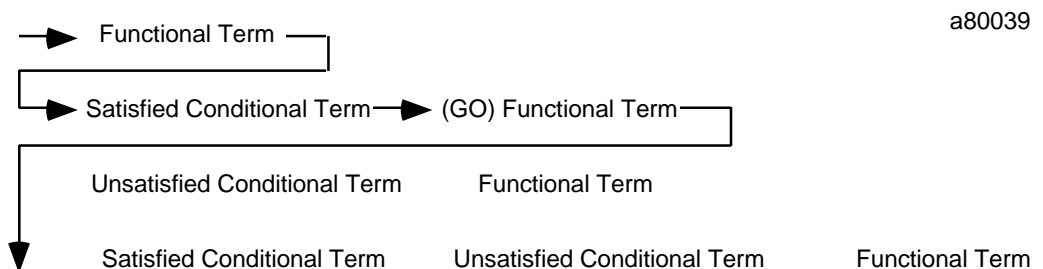 a80039
Functional Term
Satisfied Conditional Term (GO) Functional Term
Unsatisfied Conditional Term Functional Term
Satisfied Conditional Term Unsatisfied Conditional Term Functional Term